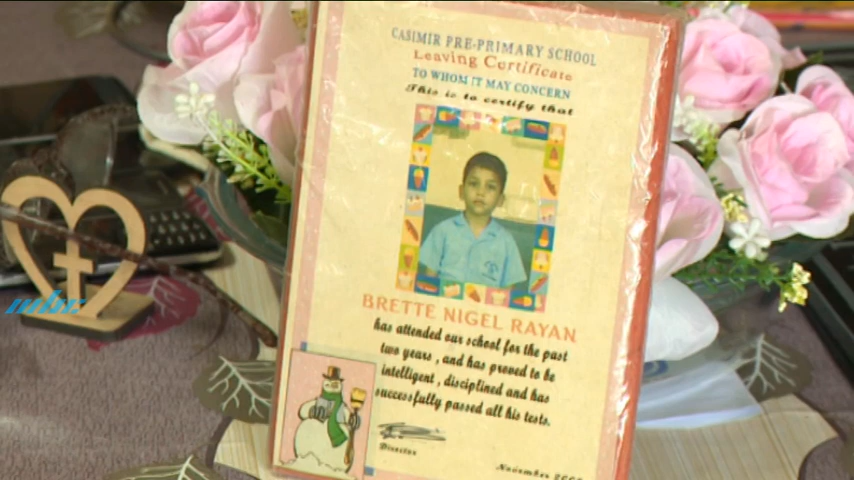 CASIMIR PRE-PRIMARY SCHOOL
Leaving Certificate
TO WHOM IT MAY CONCERN
This is to certify that
BRETTE NIGEL RAYAN
has attended our school for the past
two years, and has proved to be
intelligent, disciplined and has
successfully passed all his tests.
Director
November
mbc